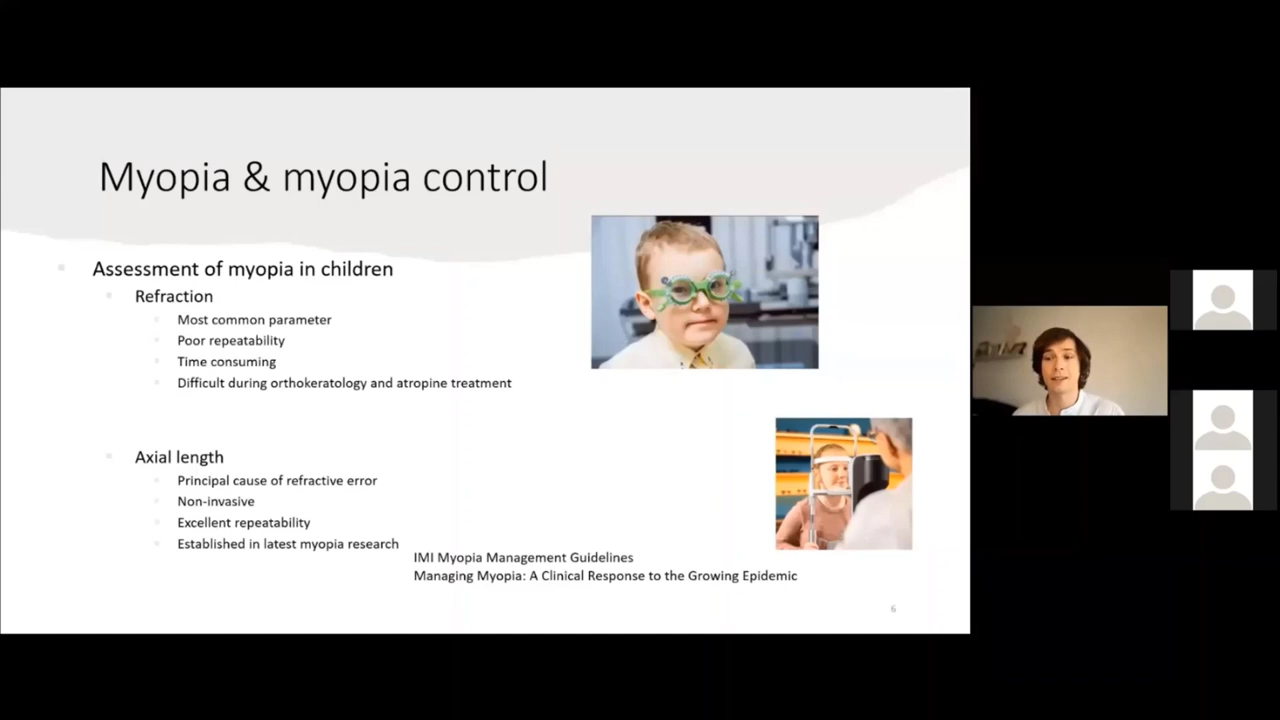 Myopia & myopia control
Assessment of myopia in children
Refraction
Most common parameter
Poor repeatability
Time consuming
Difficult during orthokeratology and atropine treatment
Axial length
Principal cause of refractive error
Non-invasive
Excellent repeatability
Established in latest myopia research
IMI Myopia Management Guidelines
Managing Myopia: A Clinical Response to the Growing Epidemic
6